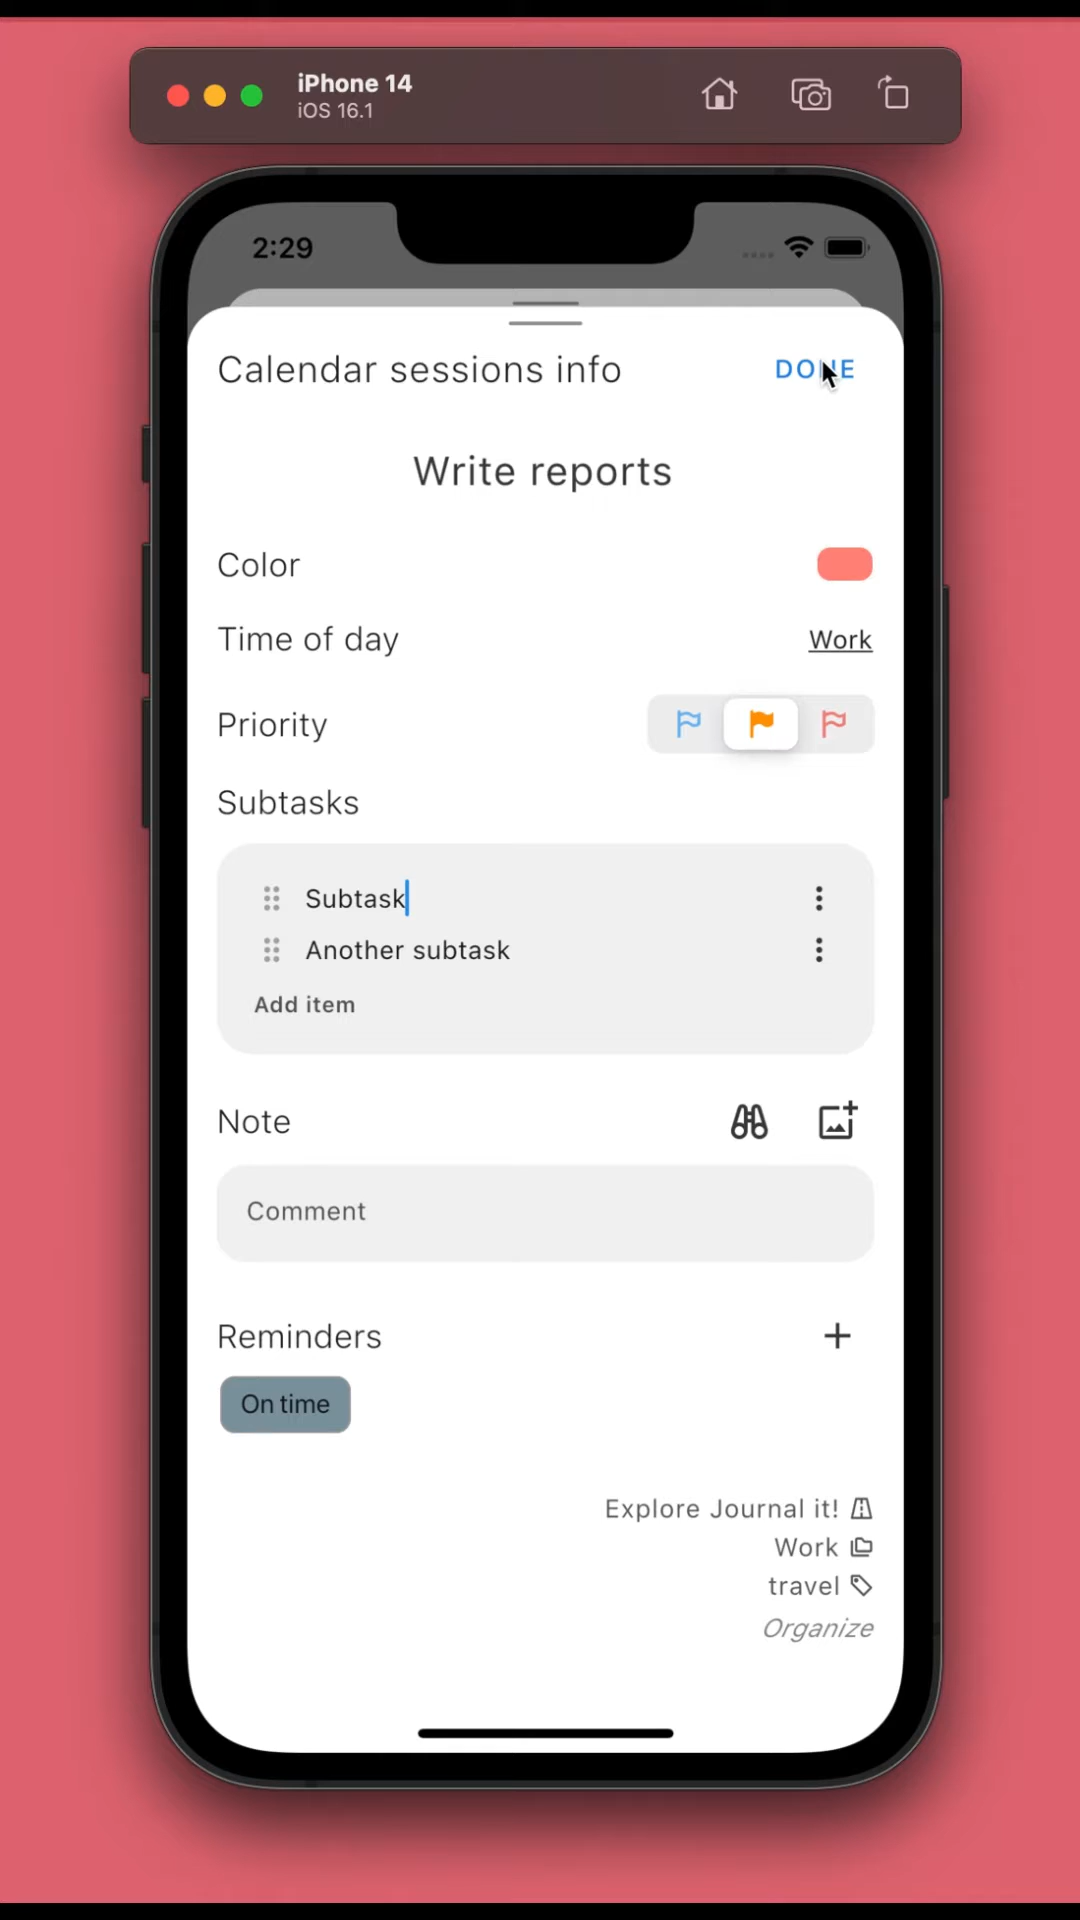 iPhone 14
iOS 16.1
2:29
Calendar sessions info
DONE
Write reports
Color
Time of day
Work
Priority
Subtasks
Subtask
Another subtask
Add item
Note
Comment
Reminders
On time
Explore Journal it!
Work
travel
Organize